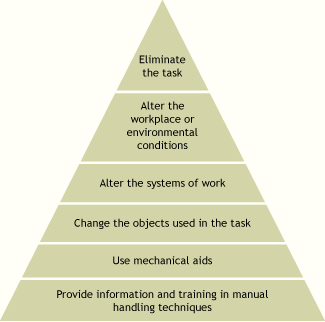 Eliminate
the task
Alter the
workplace or
environmental
conditions
Alter the systems of work
Change the objects used in the task
Use mechanical aids
Provide information and training in manual
handling techniques